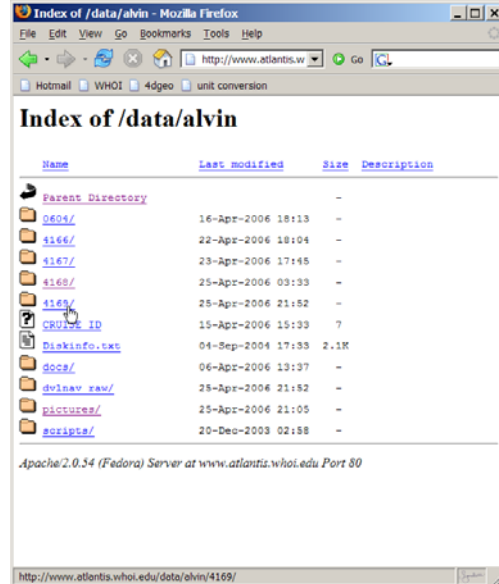 Index of /data/alvin - Mozilla Firefox
File Edit View Go Bookmarks Tools Help
http://www.atlantis.w Go G
Hotmail WHOI 4dgeo unit conversion
Index of /data/alvin
Name Last modified Size Description
Parent Directory -
0604/ 16-Apr-2006 18:13 -
4166/ 22-Apr-2006 18:04 -
4167/ 23-Apr-2006 17:45 -
4168/ 25-Apr-2006 03:33 -
4169/ 25-Apr-2006 21:52 -
CRUISE ID 15-Apr-2006 15:33 7
Diskinfo.txt 04-Sep-2004 17:33 2.1K
docs/ 06-Apr-2006 13:37 -
dvlnav raw/ 25-Apr-2006 21:52 -
pictures/ 25-Apr-2006 21:05 -
scripts/ 20-Dec-2003 02:58 -
Apache/2.0.54 (Fedora) Server at www.atlantis.whoi.edu Port 80
http://www.atlantis.whoi.edu/data/alvin/4169/